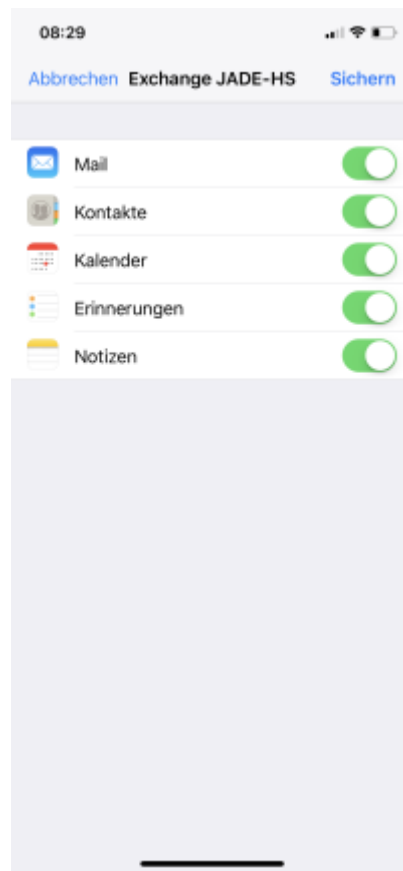 08:29
Abbrechen Exchange JADE-HS Sichern
Mail
Kontakte
Kalender
Erinnerungen
Notizen